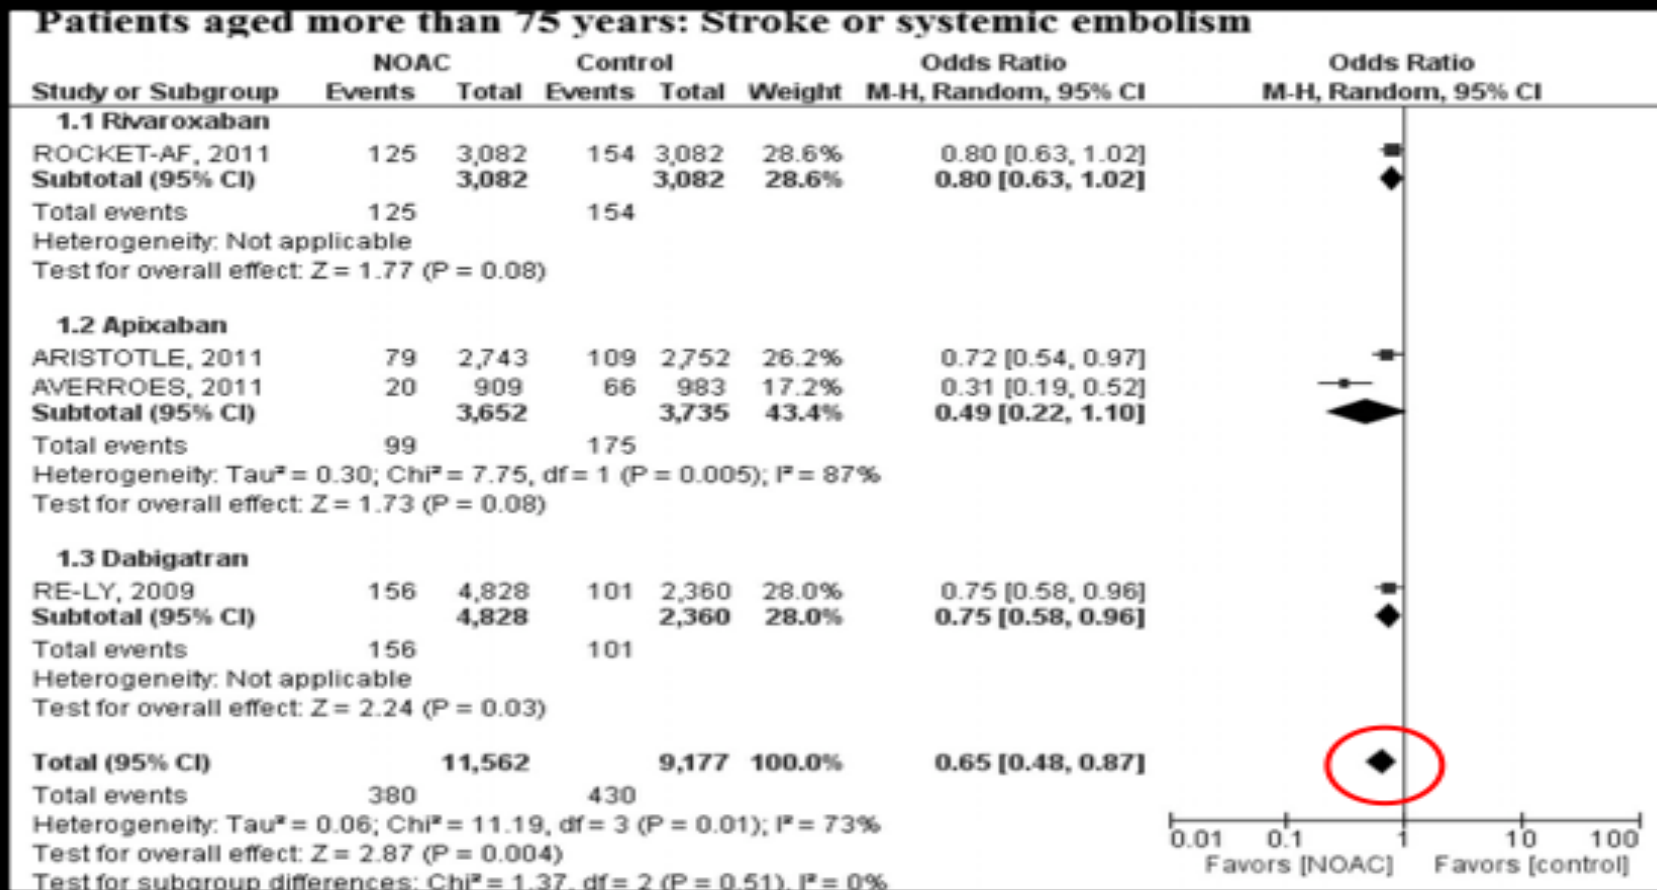 Patients aged more than 75 years: Stroke or systemic embolism
NOAC Control Odds Ratio Odds Ratio
Study or Subgroup Events Total Events Total Weight M-H, Random, 95% CI M-H, Random, 95% CI
1.1 Rivaroxaban
ROCKET-AF, 2011 125 3,082 154 3,082 28.6% 0.80 [0.63, 1.02]
Subtotal (95% CI) 3,082 3,082 28.6% 0.80 [0.63, 1.02]
Total events 125 154
Heterogeneity: Not applicable
Test for overall effect: Z = 1.77 (P = 0.08)
1.2 Apixaban
ARISTOTLE, 2011 79 2,743 109 2,752 26.2% 0.72 [0.54, 0.97]
AVERROES, 2011 20 909 66 983 17.2% 0.31 [0.19, 0.52]
Subtotal (95% CI) 3,652 3,735 43.4% 0.49 [0.22, 1.10]
Total events 99 175
Heterogeneity: Tau² = 0.30; Chi² = 7.75, df = 1 (P = 0.005); I² = 87%
Test for overall effect: Z = 1.73 (P = 0.08)
1.3 Dabigatran
RE-LY, 2009 156 4,828 101 2,360 28.0% 0.75 [0.58, 0.96]
Subtotal (95% CI) 4,828 2,360 28.0% 0.75 [0.58, 0.96]
Total events 156 101
Heterogeneity: Not applicable
Test for overall effect: Z = 2.24 (P = 0.03)
Total (95% CI) 11,562 9,177 100.0% 0.65 [0.48, 0.87]
Total events 380 430
Heterogeneity: Tau² = 0.06; Chi² = 11.19, df = 3 (P = 0.01); I² = 73%
Test for overall effect: Z = 2.87 (P = 0.004)
Test for subgroup differences: Chi² = 1.37, df = 2 (P = 0.51), I² = 0%
0.01 0.1 1 10 100
Favors [NOAC] Favors [control]